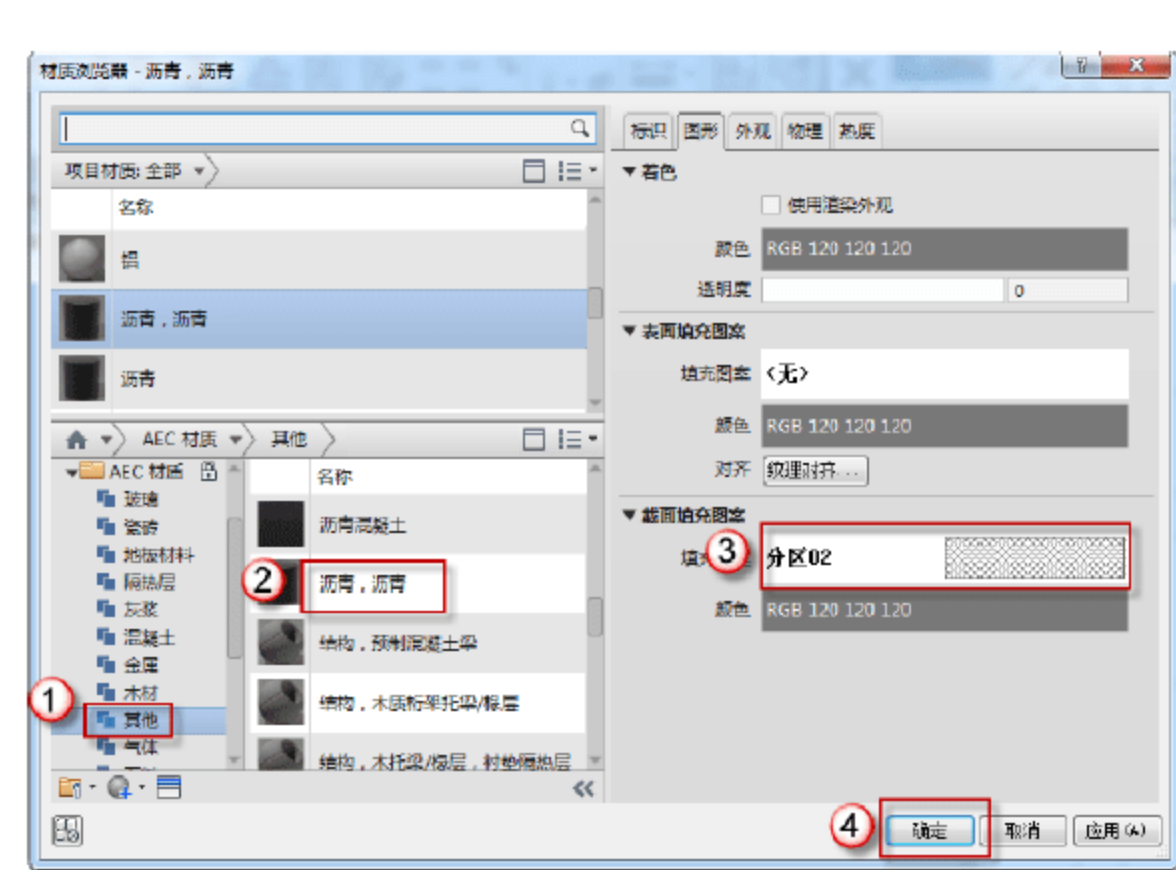 材质浏览器 - 沥青，沥青
项目材质: 全部
名称
铝
沥青，沥青
沥青
AEC 材质
其他
AEC 材质
玻璃
瓷砖
地板材料
隔热层
灰浆
混凝土
金属
木材
1
其他
气体
名称
沥青混凝土
2
沥青，沥青
结构，预制混凝土梁
结构，木质桁架托梁/椽层
结构，木托梁/椽层，衬垫隔热层
标识 图形 外观 物理 热度
着色
使用渲染外观
颜色 RGB 120 120 120
透明度 0
表面填充图案
填充图案 <无>
颜色 RGB 120 120 120
对齐 纹理对齐...
截面填充图案
3
分区02
颜色 RGB 120 120 120
4
确定 取消 应用(A)